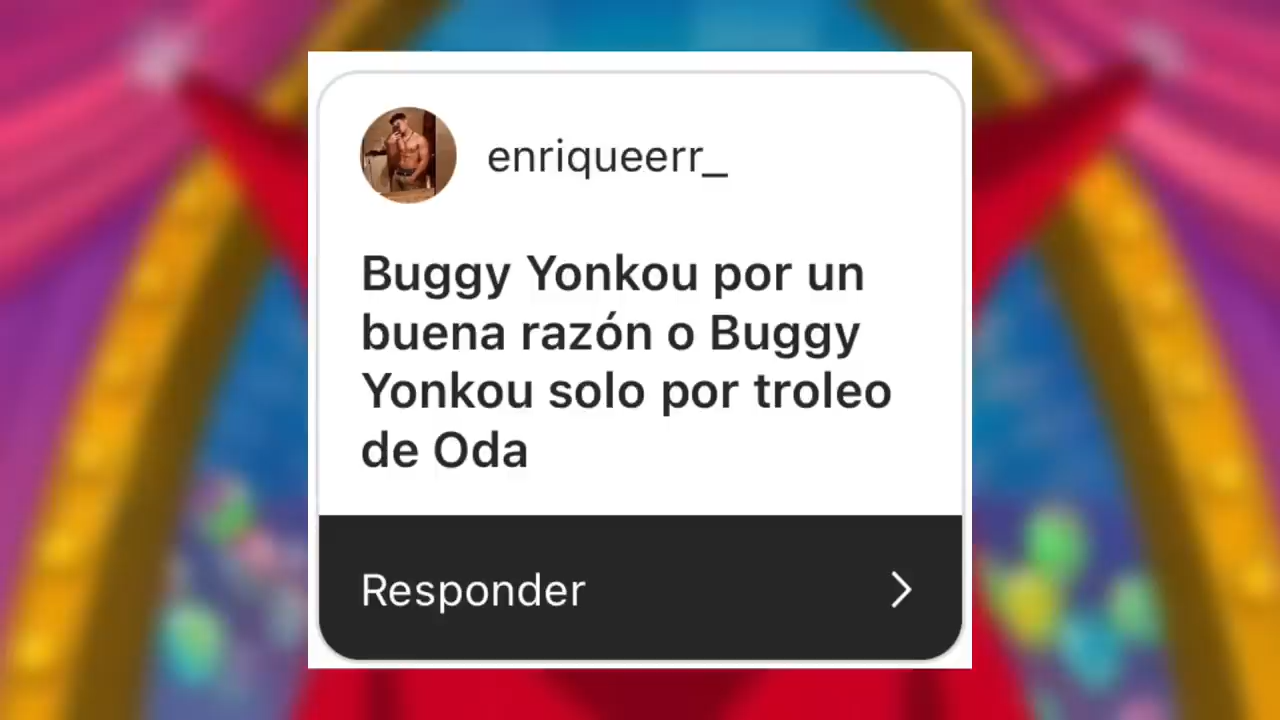 enriqueerr_
Buggy Yonkou por un
buena razón o Buggy
Yonkou solo por troleo
de Oda
Responder